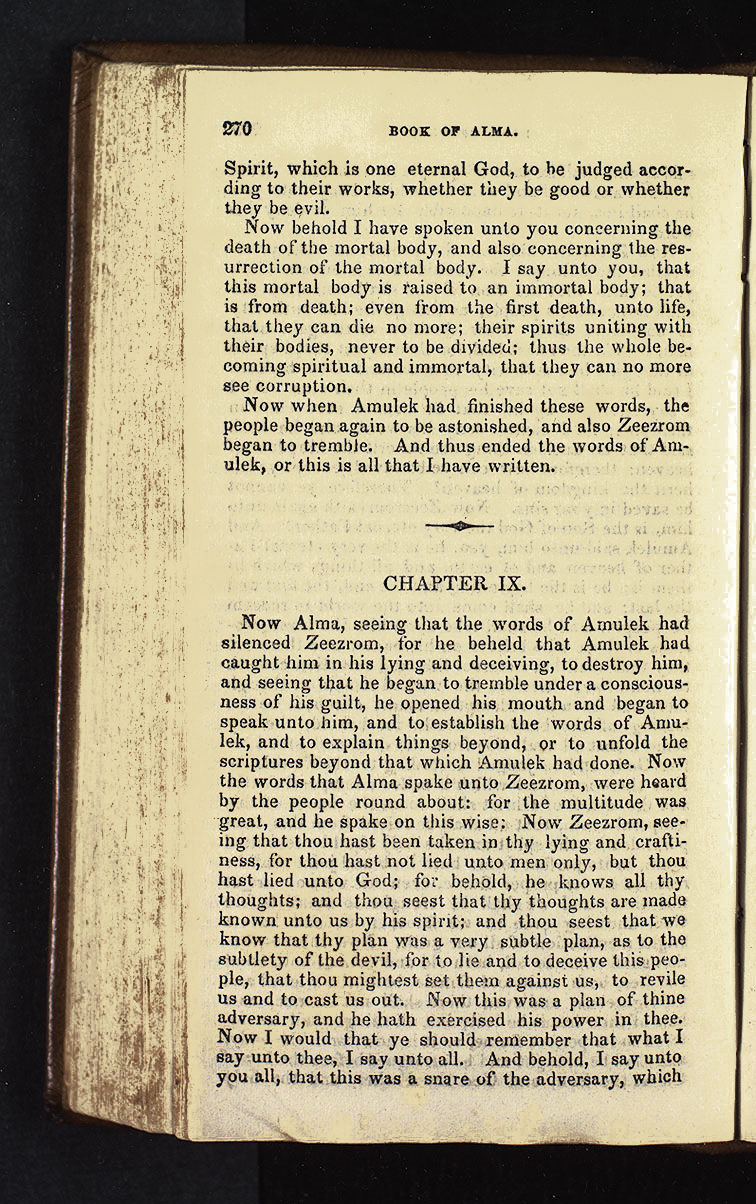 270 BOOK OF ALMA.
Spirit, which is one eternal God, to be judged accor-
ding to their works, whether they be good or whether
they be evil.
Now behold I have spoken unto you concerning the
death of the mortal body, and also concerning the res-
urrection of the mortal body. I say unto you, that
this mortal body is raised to an immortal body; that
is from death; even from the first death, unto life,
that they can die no more; their spirits uniting with
their bodies, never to be divided; thus the whole be-
coming spiritual and immortal, that they can no more
see corruption.
Now when Amulek had finished these words, the
people began again to be astonished, and also Zeezrom
began to tremble. And thus ended the words of Am-
ulek, or this is all that I have written.
CHAPTER IX.
Now Alma, seeing that the words of Amulek had
silenced Zeezrom, for he beheld that Amulek had
caught him in his lying and deceiving, to destroy him,
and seeing that he began to tremble under a conscious-
ness of his guilt, he opened his mouth and began to
speak unto him, and to establish the words of Amu-
lek, and to explain things beyond, or to unfold the
scriptures beyond that which Amulek had done. Now
the words that Alma spake unto Zeezrom, were heard
by the people round about: for the multitude was
great, and he spake on this wise: Now Zeezrom, see-
ing that thou hast been taken in thy lying and crafti-
ness, for thou hast not lied unto men only, but thou
hast lied unto God; for behold, he knows all thy
thoughts; and thou seest that thy thoughts are made
known unto us by his spirit; and thou seest that we
know that thy plan was a very subtle plan, as to the
subtlety of the devil, for to lie and to deceive this peo-
ple, that thou mightest set them against us, to revile
us and to cast us out. Now this was a plan of thine
adversary, and he hath exercised his power in thee.
Now I would that ye should remember that what I
say unto thee, I say unto all. And behold, I say unto
you all, that this was a snare of the adversary, which